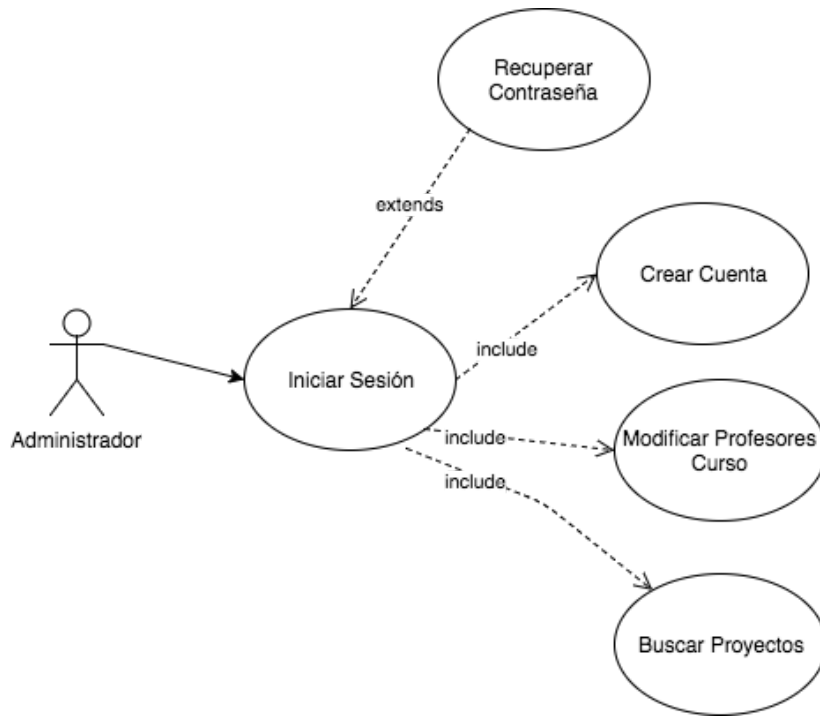 Recuperar
Contraseña
extends
Crear Cuenta
include
Iniciar Sesión
Administrador
include
Modificar Profesores
Curso
include
Buscar Proyectos